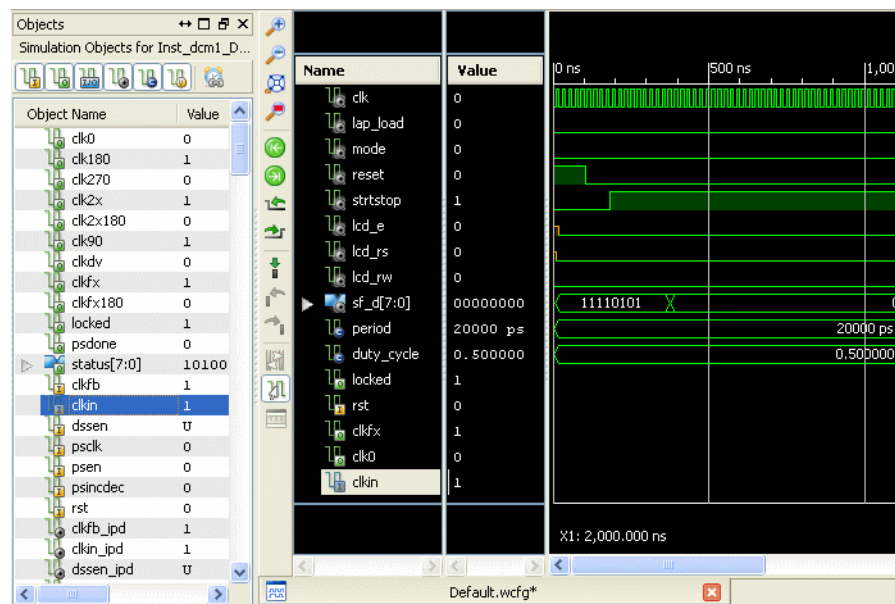 Objects
Simulation Objects for Inst_dcm1_D...
Object Name Value
clk0 0
clk180 1
clk270 0
clk2x 1
clk2x180 0
clk90 1
clkdv 0
clkfx 1
clkfx180 0
locked 1
psdone 0
status[7:0] 10100
clkfb 1
clkin 1
dssen U
psclk 0
psen 0
psincdec 0
rst 0
clkfb_ipd 1
clkin_ipd 1
dssen_ipd U
Name Value
clk 0
lap_load 0
mode 0
reset 0
strtstop 1
lcd_e 0
lcd_rs 0
lcd_rw 0
sf_d[7:0] 00000000
period 20000 ps
duty_cycle 0.500000
locked 1
rst 0
clkfx 1
clk0 0
clkin 1
0 ns 500 ns 1,00
11110101 0
20000 ps
0.500000
X1: 2,000.000 ns
Default.wcfg*